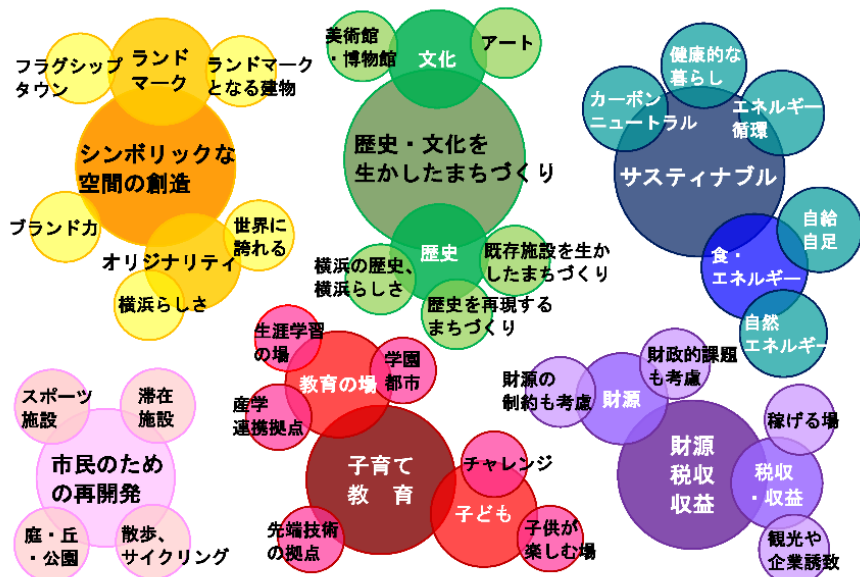 フラグシップ
タウン
ランド
マーク
ランドマーク
となる建物
シンボリックな
空間の創造
ブランド力
オリジナリティ
世界に
誇れる
横浜らしさ
美術館
・博物館
文化
アート
歴史・文化を
生かしたまちづくり
歴史
横浜の歴史、
横浜らしさ
既存施設を生か
したまちづくり
歴史を再現する
まちづくり
健康的な
暮らし
カーボン
ニュートラル
エネルギー
循環
サスティナブル
自給
自足
食・
エネルギー
自然
エネルギー
スポーツ
施設
滞在
施設
市民のため
の再開発
庭・丘
・公園
散歩、
サイクリング
生涯学習
の場
教育の場
学園
都市
産学
連携拠点
子育て
教 育
チャレンジ
子ども
先端技術
の拠点
子供が
楽しむ場
財源の
制約も考慮
財源
財政的課題
も考慮
財源
税収
収益
稼げる場
税収
・収益
観光や
企業誘致